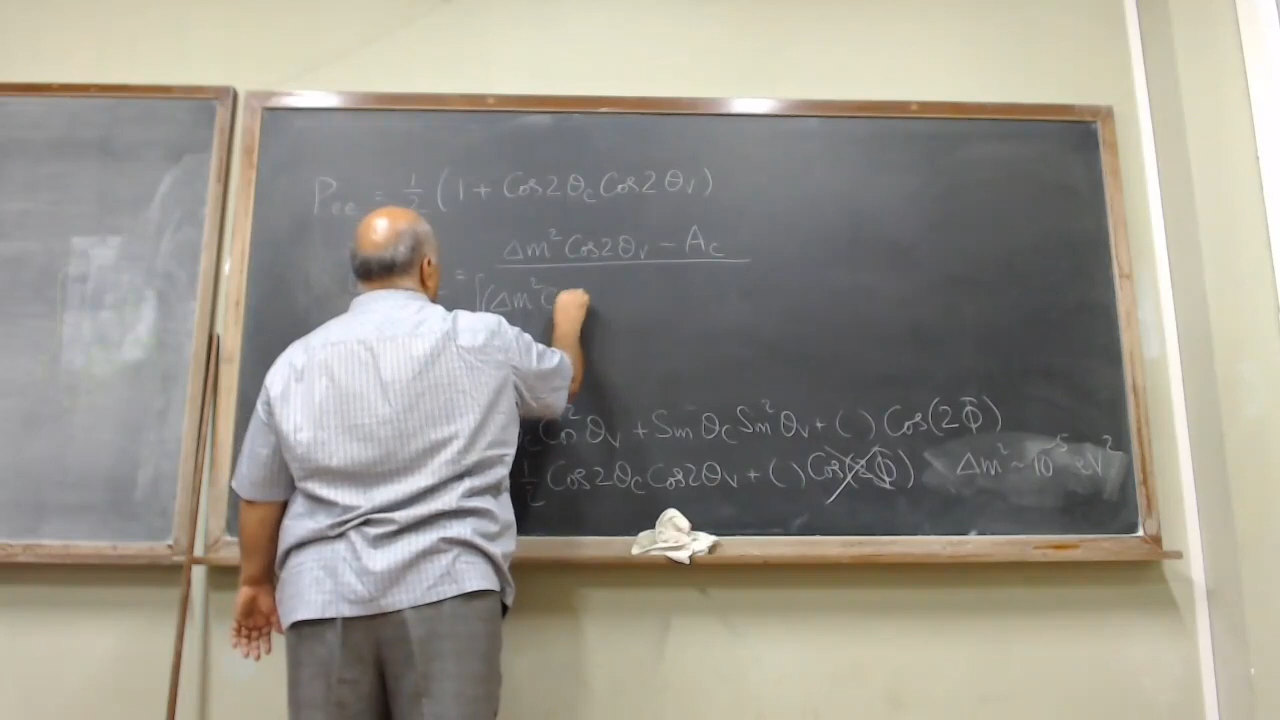 Pee = 1/2 (1 + Cos2θc Cos2θv)
= Δm² Cos2θv - Ac
√(Δm² C
c Cos²θv + Sin²θc Sin²θv + ( ) Cos(2Φ)
1/2 Cos2θc Cos2θv + ( ) Cos(2Φ) Δm² ~ 10⁻⁵ eV²